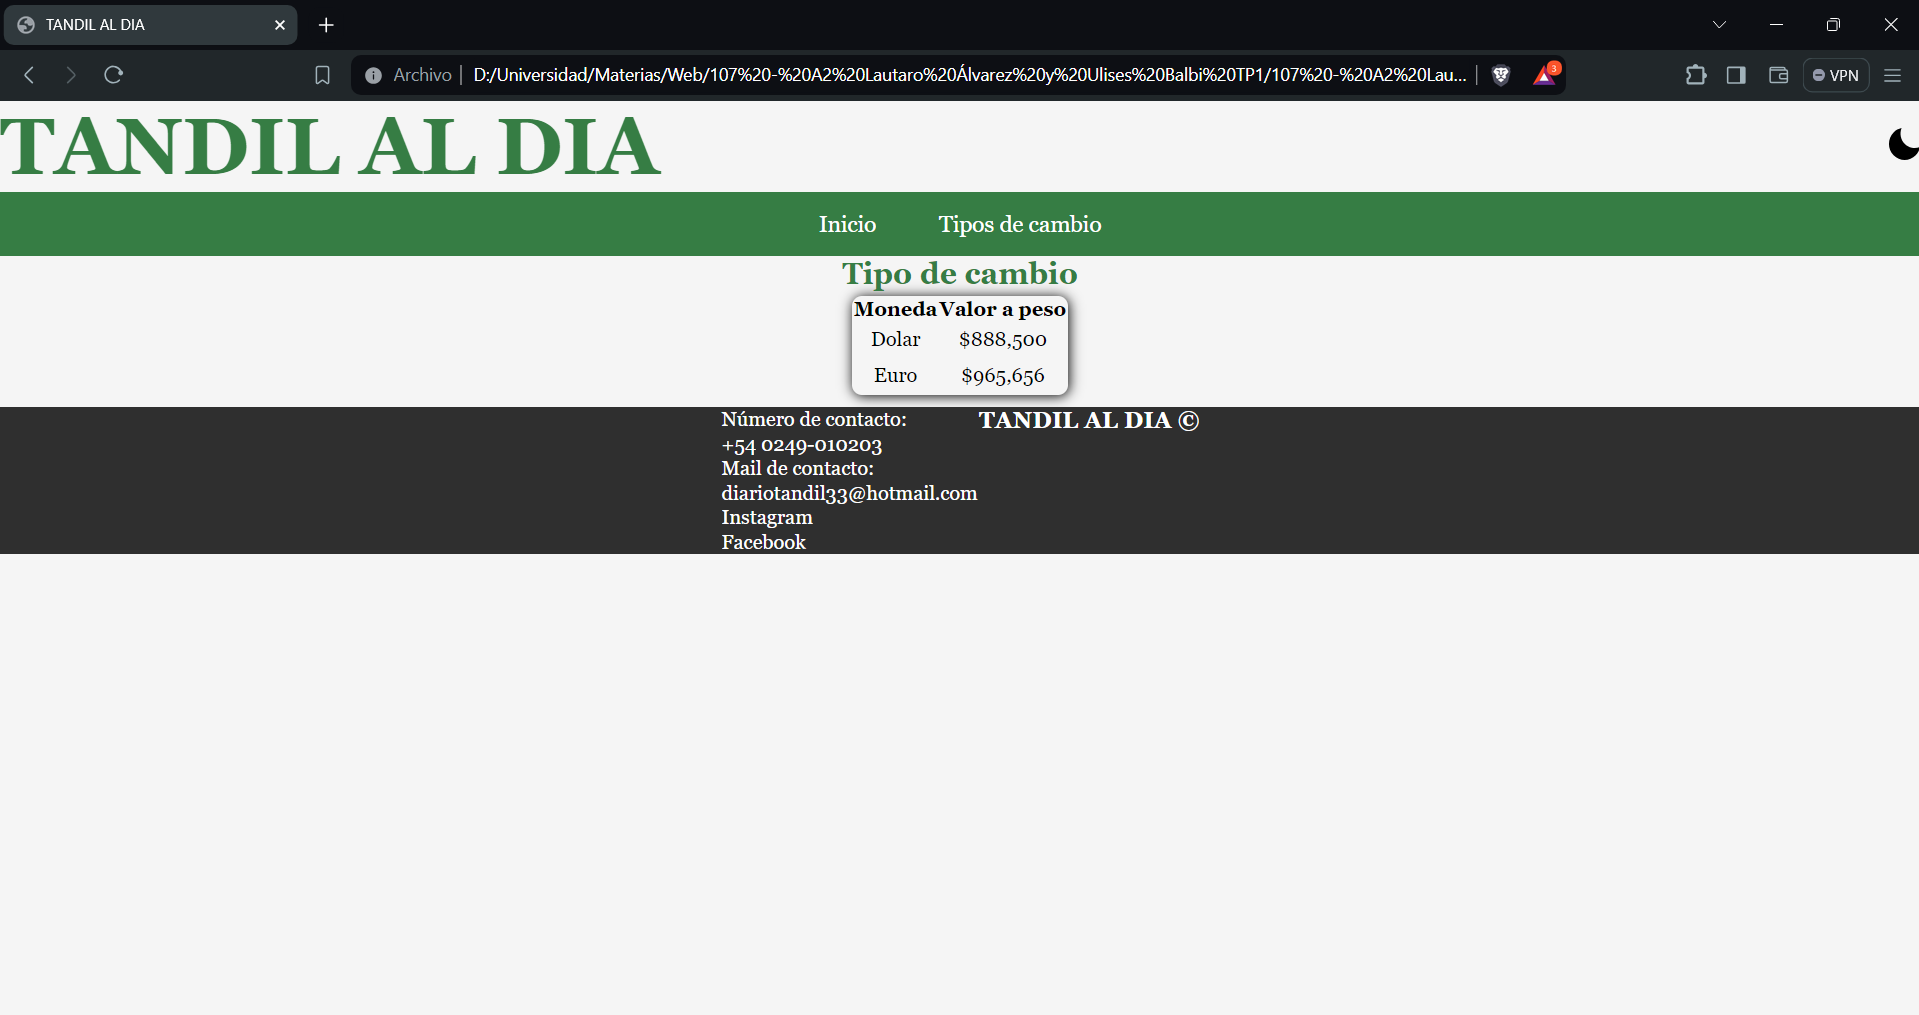 TANDIL AL DIA
Archivo D:/Universidad/Materias/Web/107%20-%20A2%20Lautaro%20Álvarez%20y%20Ulises%20Balbi%20TP1/107%20-%20A2%20Lau...
3
VPN
TANDIL AL DIA
Inicio Tipos de cambio
Tipo de cambio
Moneda Valor a peso
Dolar $888,500
Euro $965,656
Número de contacto:
+54 0249-010203
Mail de contacto:
diariotandil33@hotmail.com
Instagram
Facebook
TANDIL AL DIA ©